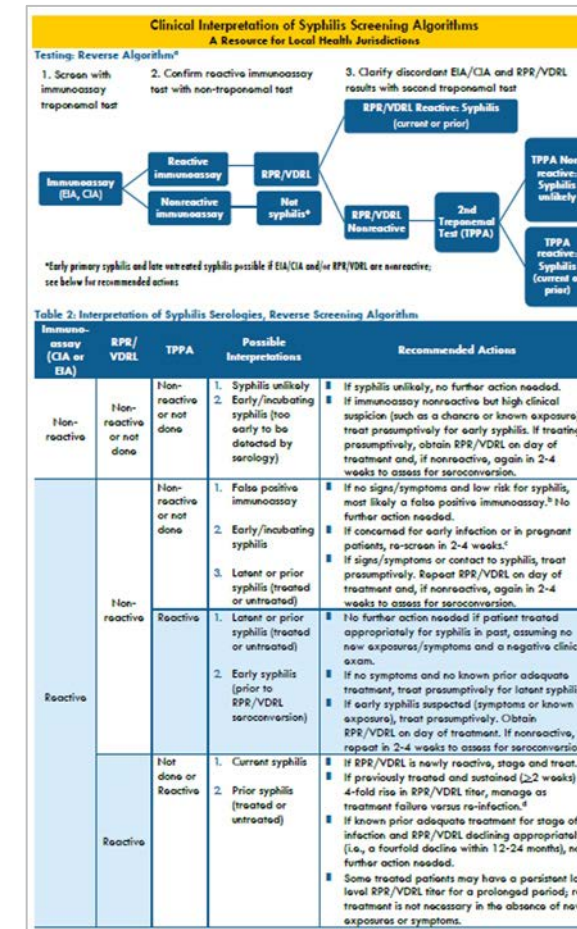 Clinical Interpretation of Syphilis Screening Algorithms
A Resource for Local Health Jurisdictions
Testing: Reverse Algorithmᵃ
1. Screen with
immunoassay
treponemal test
2. Confirm reactive immunoassay
test with non-treponemal test
3. Clarify discordant EIA/CIA and RPR/VDRL
results with second treponemal test
Immunoassay
(EIA, CIA)
Reactive
immunoassay
Nonreactive
immunoassay
RPR/VDRL
Not
syphilis*
RPR/VDRL Reactive: Syphilis
(current or prior)
RPR/VDRL
Nonreactive
2nd
Treponemal
Test (TPPA)
TPPA Non
reactive:
Syphilis
unlikely
TPPA
reactive:
Syphilis
(current o
prior)
*Early primary syphilis and late untreated syphilis possible if EIA/CIA and/or RPR/VDRL are nonreactive;
see below for recommended actions
Table 2: Interpretation of Syphilis Serologies, Reverse Screening Algorithm
Immuno-
assay
(CIA or
EIA)
RPR/
VDRL
TPPA
Possible
Interpretations
Recommended Actions
Non-
reactive
Non-
reactive
or not
done
Non-
reactive
or not
done
1. Syphilis unlikely
2. Early/incubating
syphilis (too
early to be
detected by
serology)
If syphilis unlikely, no further action needed.
If immunoassay nonreactive but high clinical
suspicion (such as a chancre or known exposure
treat presumptively for early syphilis. If treating
presumptively, obtain RPR/VDRL on day of
treatment and, if nonreactive, again in 2-4
weeks to assess for seroconversion.
Reactive
Non-
reactive
Non-
reactive
or not
done
1. False positive
immunoassay
2. Early/incubating
syphilis
3. Latent or prior
syphilis (treated
or untreated)
If no signs/symptoms and low risk for syphilis,
most likely a false positive immunoassay.ᵇ No
further action needed.
If concerned for early infection or in pregnant
patients, re-screen in 2-4 weeks.ᶜ
If signs/symptoms or contact to syphilis, treat
presumptively. Repeat RPR/VDRL on day of
treatment and, if nonreactive, again in 2-4
weeks to assess for seroconversion.
Reactive
1. Latent or prior
syphilis (treated
or untreated)
2. Early syphilis
(prior to
RPR/VDRL
seroconversion)
No further action needed if patient treated
appropriately for syphilis in past, assuming no
new exposures/symptoms and a negative clinic
exam.
If no symptoms and no known prior adequate
treatment, treat presumptively for latent syphili
If early syphilis suspected (symptoms or known
exposure), treat presumptively. Obtain
RPR/VDRL on day of treatment. If nonreactive,
repeat in 2-4 weeks to assess for seroconversio
Reactive
Not
done or
Reactive
1. Current syphilis
2. Prior syphilis
(treated or
untreated)
If RPR/VDRL is newly reactive, stage and treat.
If previously treated and sustained (≥2 weeks)
4-fold rise in RPR/VDRL titer, manage as
treatment failure versus re-infection.ᵈ
If known prior adequate treatment for stage of
infection and RPR/VDRL declining appropriatel
(i.e., a fourfold decline within 12-24 months), no
further action needed.
Some treated patients may have a persistent lo
level RPR/VDRL titer for a prolonged period; re
treatment is not necessary in the absence of new
exposures or symptoms.